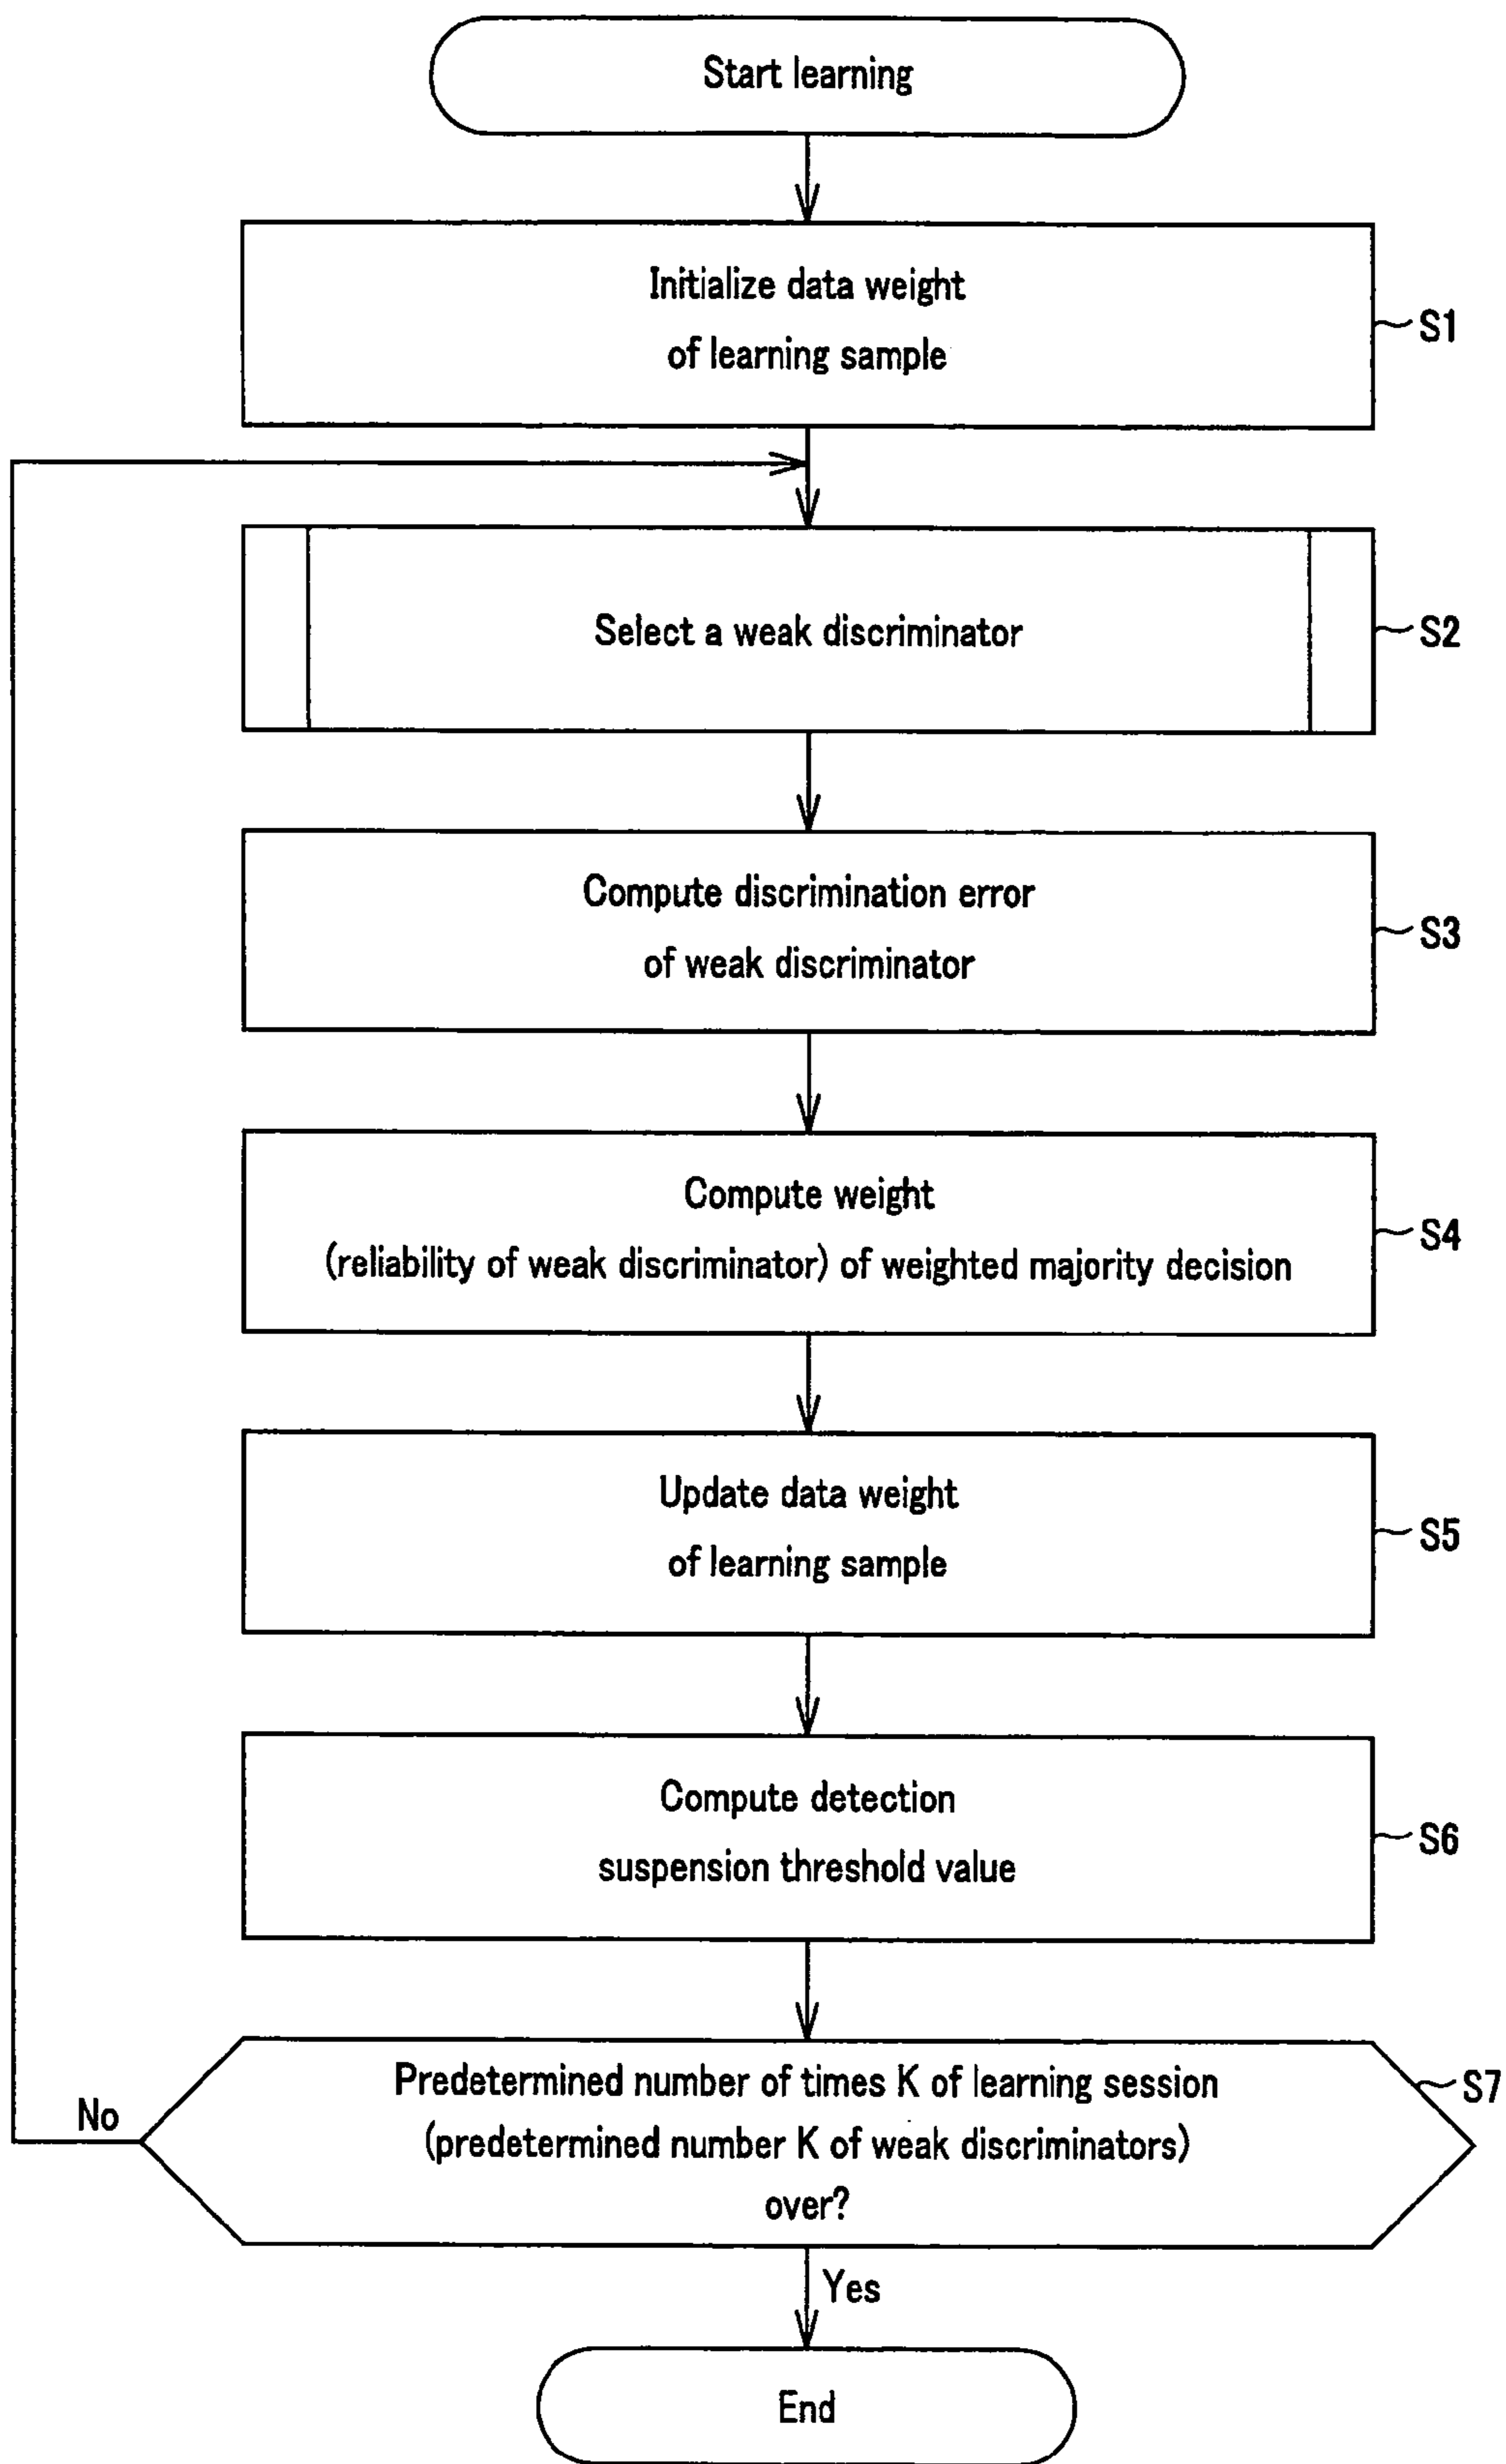 Start learning
Initialize data weight
of learning sample
S1
Select a weak discriminator
S2
Compute discrimination error
of weak discriminator
S3
Compute weight
(reliability of weak discriminator) of weighted majority decision
S4
Update data weight
of learning sample
S5
Compute detection
suspension threshold value
S6
Predetermined number of times K of learning session
(predetermined number K of weak discriminators)
over?
S7
No
Yes
End